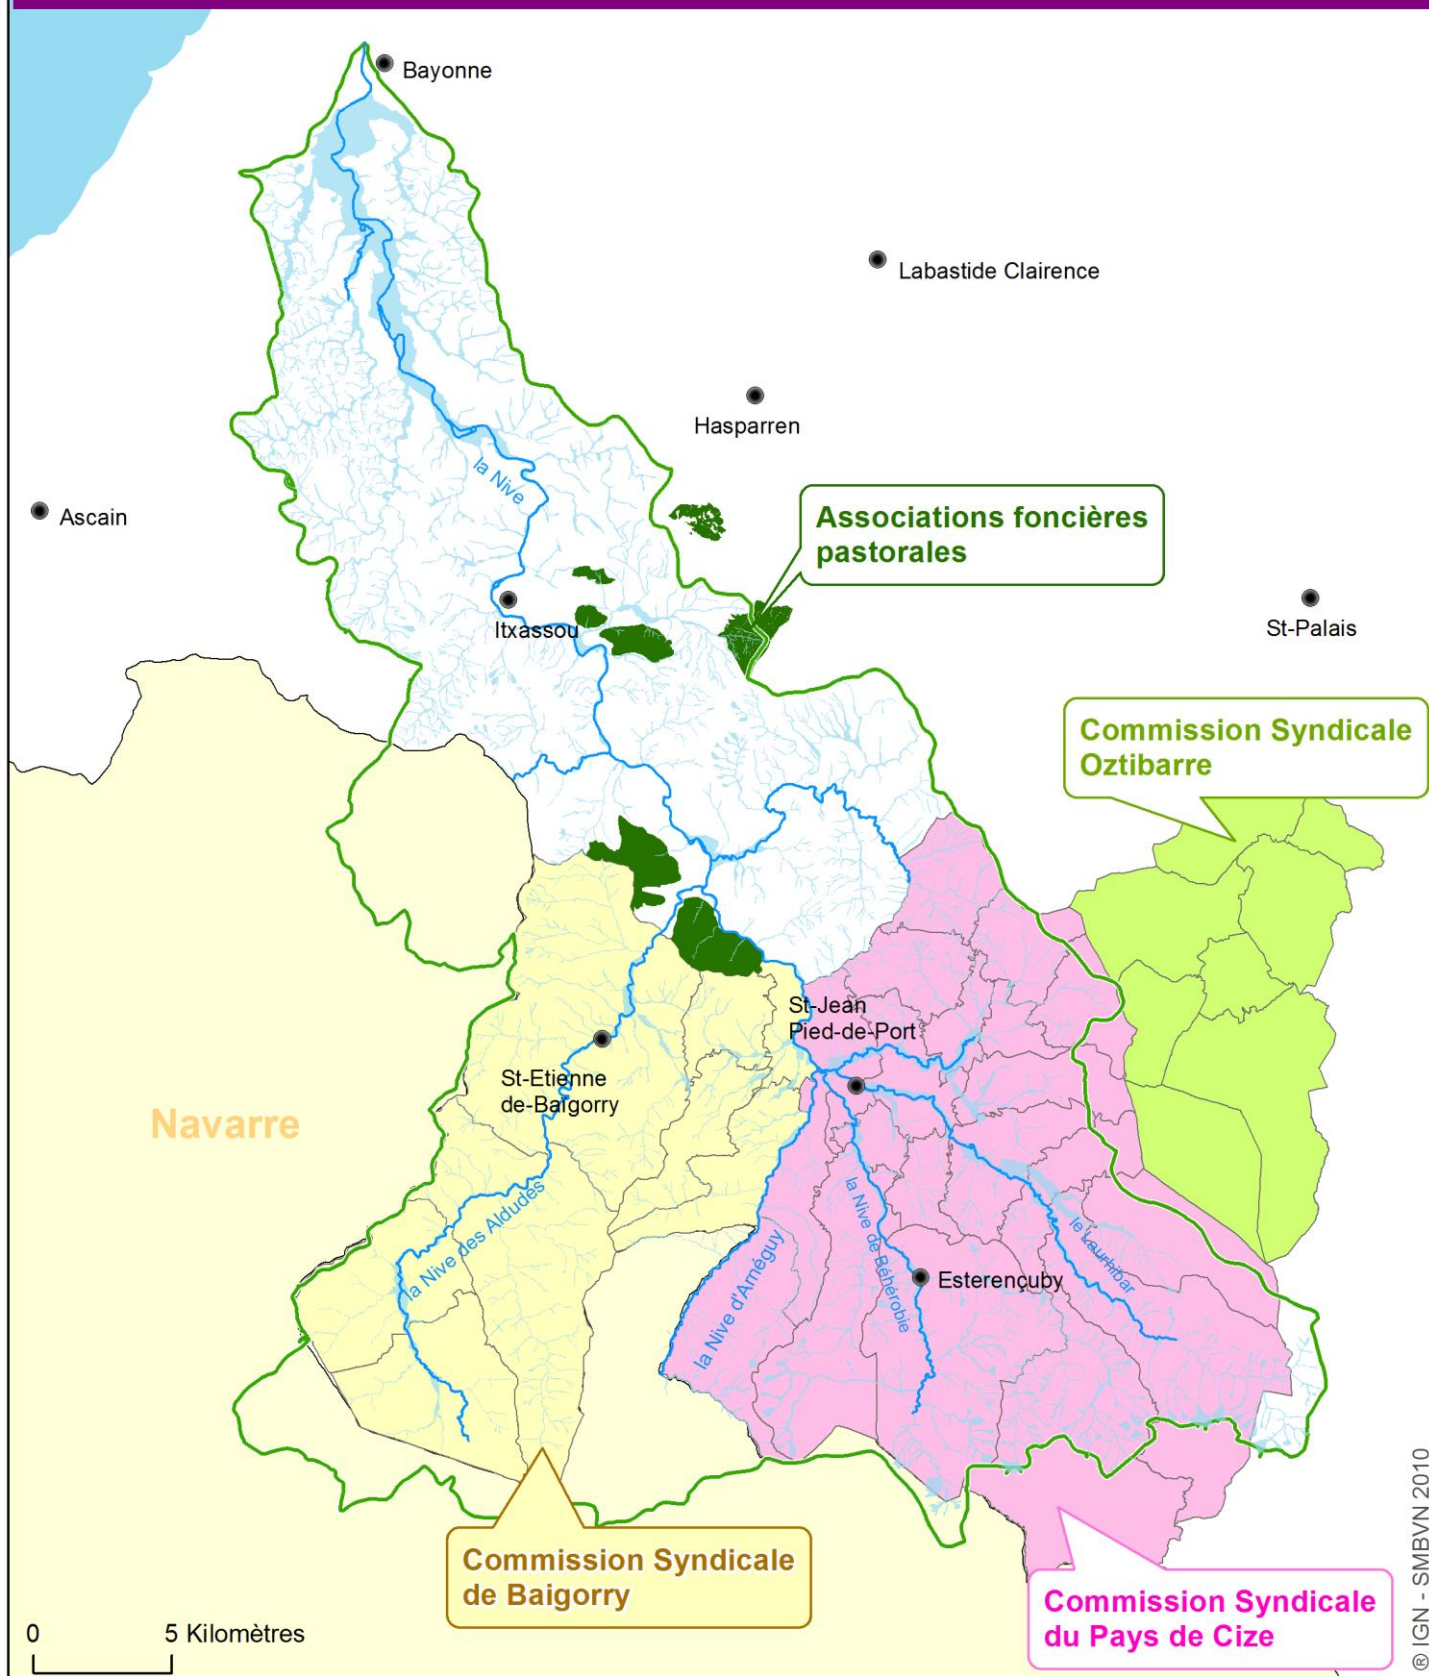 Bayonne
Labastide Clairence
Hasparren
la Nive
Ascain
Associations foncières
pastorales
Itxassou
St-Palais
Commission Syndicale
Oztibarre
St-Jean
Pied-de-Port
St-Etienne
de-Baïgorry
Navarre
la Nive des Aldudes
la Nive d'Arnéguy
la Nive de Béhérobie
le Laurhibar
Esterençuby
Commission Syndicale
de Baigorry
Commission Syndicale
du Pays de Cize
0 5 Kilomètres
® IGN - SMBVN 2010